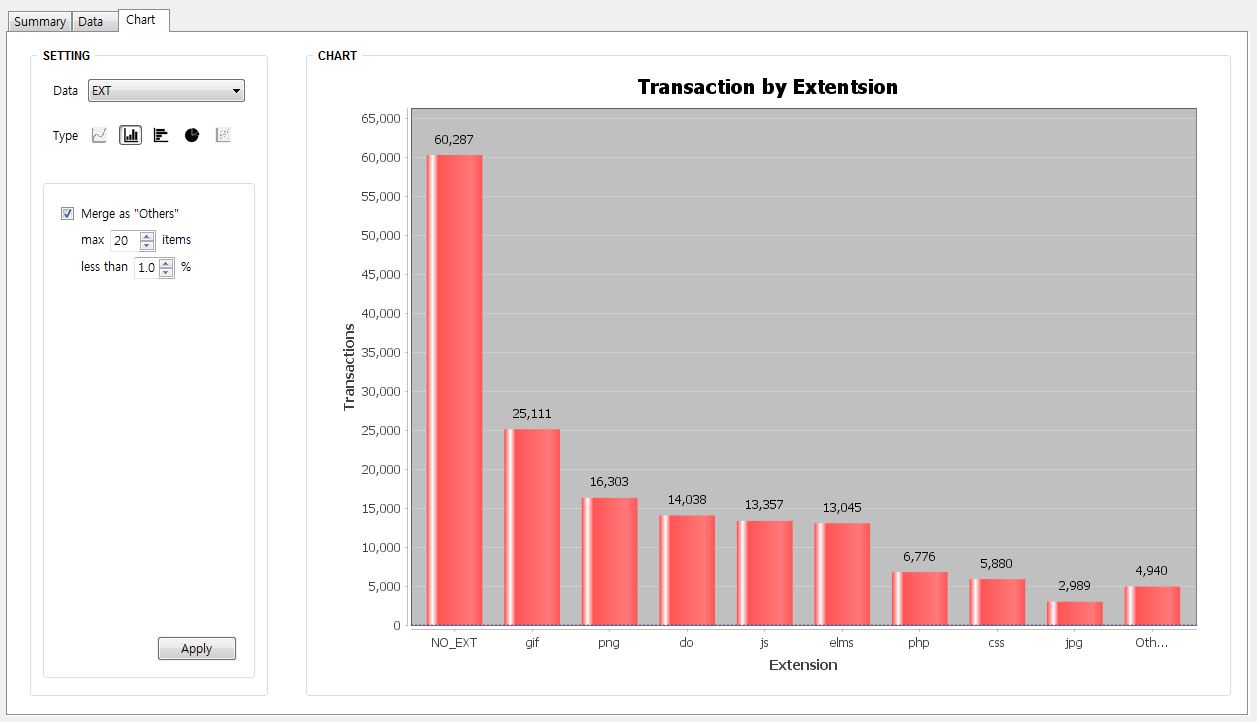 Summary Data Chart
SETTING
Data EXT
Type
Merge as "Others"
max 20 items
less than 1.0 %
Apply
CHART
Transaction by Extentsion
Transactions
65,000
60,000
55,000
50,000
45,000
40,000
35,000
30,000
25,000
20,000
15,000
10,000
5,000
0
60,287
25,111
16,303
14,038
13,357
13,045
6,776
5,880
2,989
4,940
NO_EXT gif png do js elms php css jpg Oth...
Extension